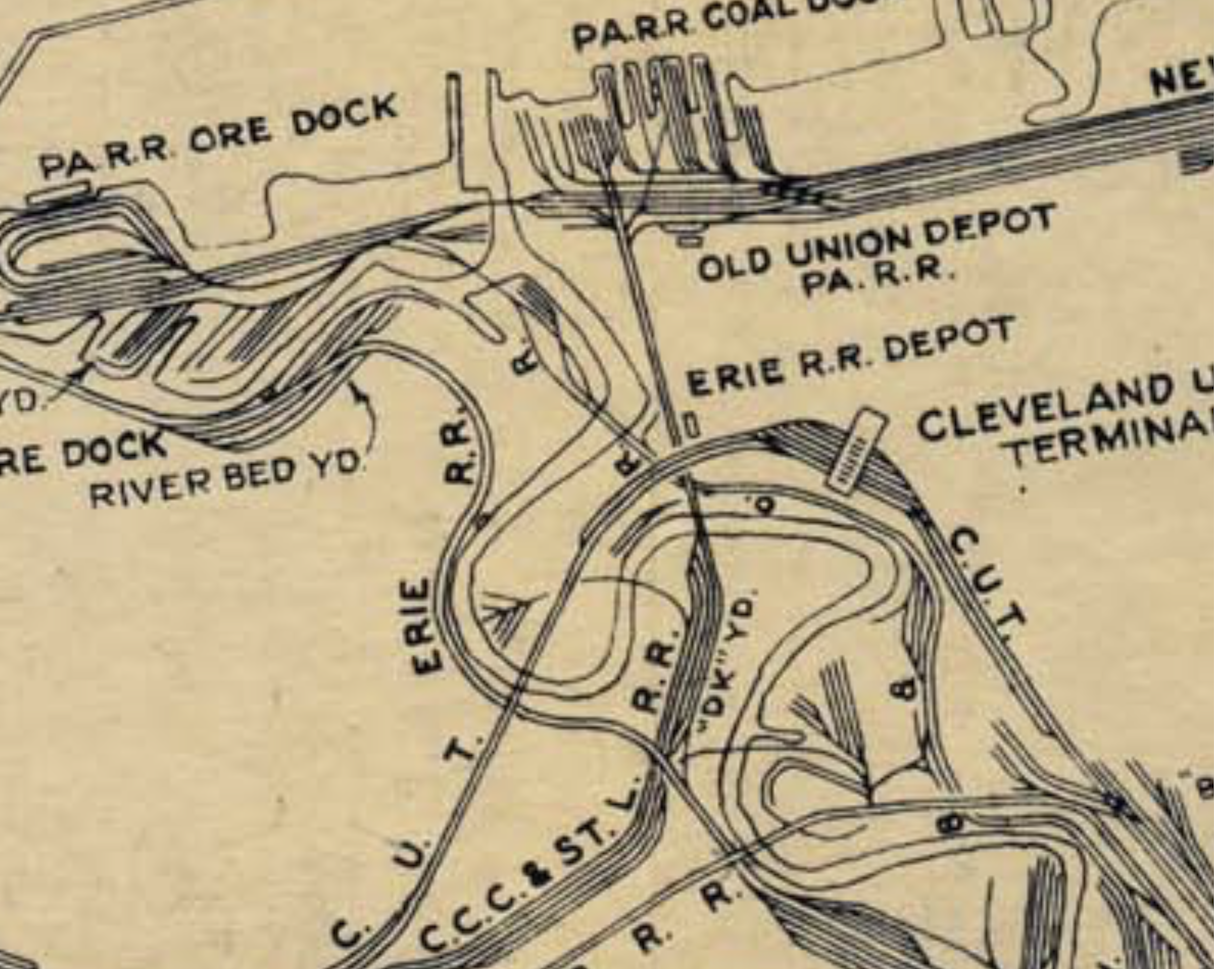 PA.R.R. COAL
PA.R.R. ORE DOCK
OLD UNION DEPOT
PA. R.R.
ERIE R.R. DEPOT
CLEVELAND U
TERMINA
YD.
RE DOCK
RIVER BED YD.
R.
R.R.
R.
O.
C.U.T.
ERIE
R.R.
"DK" YD.
&
T.
U.
C.
C.C.C. & ST. L.
B
R.
R.